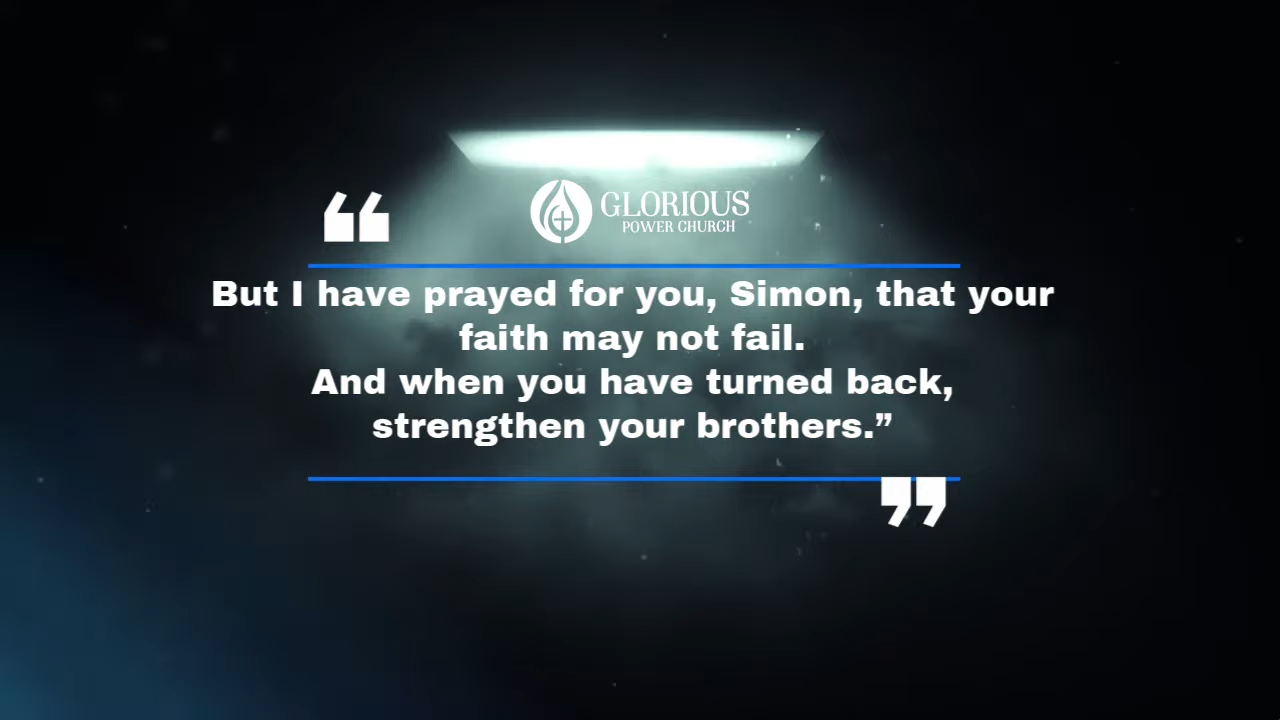 GLORIOUS
POWER CHURCH
“
But I have prayed for you, Simon, that your
faith may not fail.
And when you have turned back,
strengthen your brothers.”
”